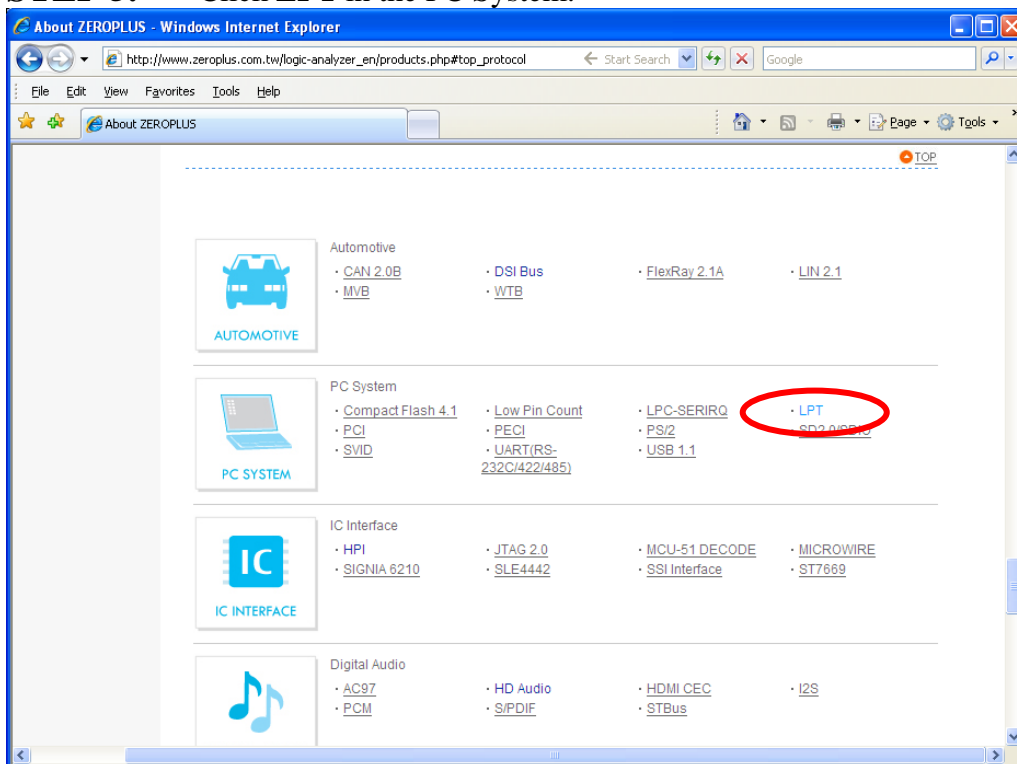 About ZEROPLUS - Windows Internet Explorer
http://www.zeroplus.com.tw/logic-analyzer_en/products.php#top_protocol Start Search Google
File Edit View Favorites Tools Help
About ZEROPLUS Page Tools
TOP
Automotive
· CAN 2.0B · DSI Bus · FlexRay 2.1A · LIN 2.1
· MVB · WTB
AUTOMOTIVE
PC System
· Compact Flash 4.1 · Low Pin Count · LPC-SERIRQ · LPT
· PCI · PECI · PS/2 · SD2.0/SDIO
· SVID · UART(RS-232C/422/485) · USB 1.1
PC SYSTEM
IC Interface
· HPI · JTAG 2.0 · MCU-51 DECODE · MICROWIRE
· SIGNIA 6210 · SLE4442 · SSI Interface · ST7669
IC
IC INTERFACE
Digital Audio
· AC97 · HD Audio · HDMI CEC · I2S
· PCM · S/PDIF · STBus